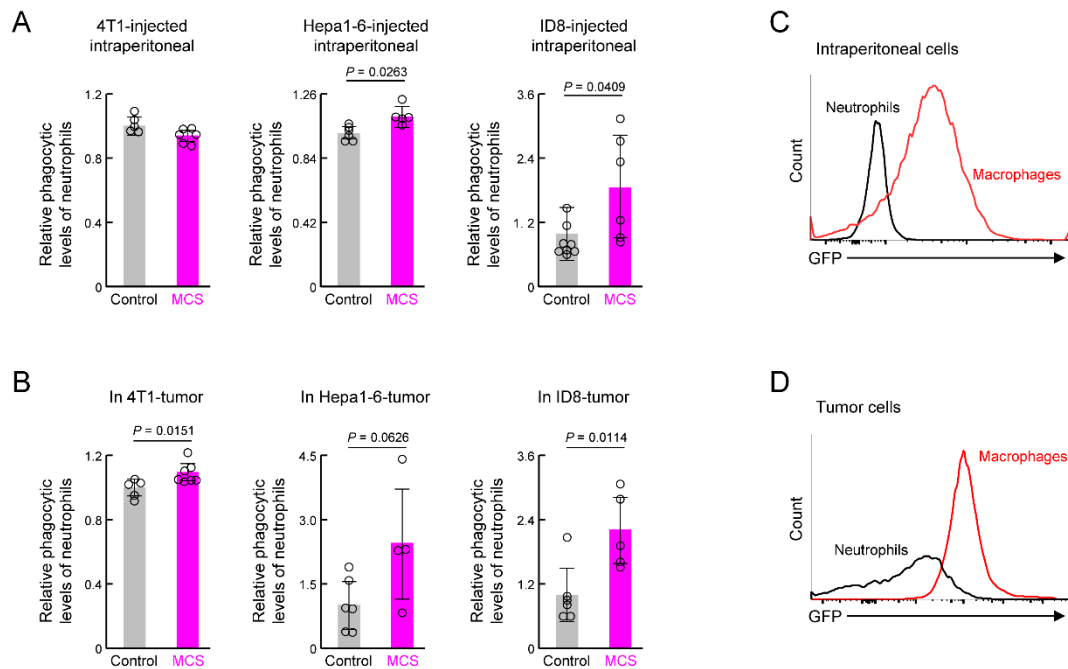 A
4T1-injected
intraperitoneal
Relative phagocytic
levels of neutrophils
1.2
0.8
0.4
0
Control
MCS
Hepa1-6-injected
intraperitoneal
P = 0.0263
Relative phagocytic
levels of neutrophils
1.26
0.84
0.42
0
Control
MCS
ID8-injected
intraperitoneal
P = 0.0409
Relative phagocytic
levels of neutrophils
3.6
2.4
1.2
0
Control
MCS
C
Intraperitoneal cells
Neutrophils
Macrophages
Count
GFP
B
In 4T1-tumor
P = 0.0151
Relative phagocytic
levels of neutrophils
1.2
1.2
0.4
0
Control
MCS
In Hepa1-6-tumor
P = 0.0626
Relative phagocytic
levels of neutrophils
4.5
3.0
1.5
0
Control
MCS
In ID8-tumor
P = 0.0114
Relative phagocytic
levels of neutrophils
3.6
2.4
1.2
0
Control
MCS
D
Tumor cells
Macrophages
Neutrophils
Count
GFP